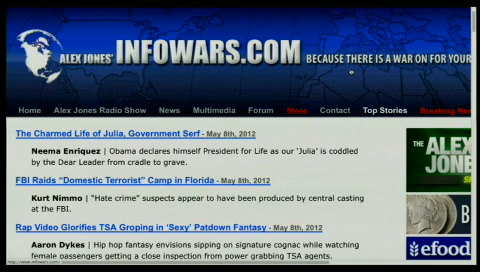 ALEX JONES' INFOWARS.COM BECAUSE THERE IS A WAR ON FOR YOUR
Home Alex Jones Radio Show News Multimedia Forum Store Contact Top Stories Breaking New
The Charmed Life of Julia, Government Serf - May 8th, 2012
Neema Enriquez | Obama declares himself President for Life as our ‘Julia’ is coddled
by the Dear Leader from cradle to grave.
THE ALEX
JONE
FBI Raids “Domestic Terrorist” Camp in Florida - May 8th, 2012
Kurt Nimmo | “Hate crime” suspects appear to have been produced by central casting
at the FBI.
B
Rap Video Glorifies TSA Groping in ‘Sexy’ Patdown Fantasy - May 8th, 2012
Aaron Dykes | Hip hop fantasy envisions sipping on signature cognac while watching
female passengers getting a close inspection from power grabbing TSA agents.
efood
http://www.infowars.com/